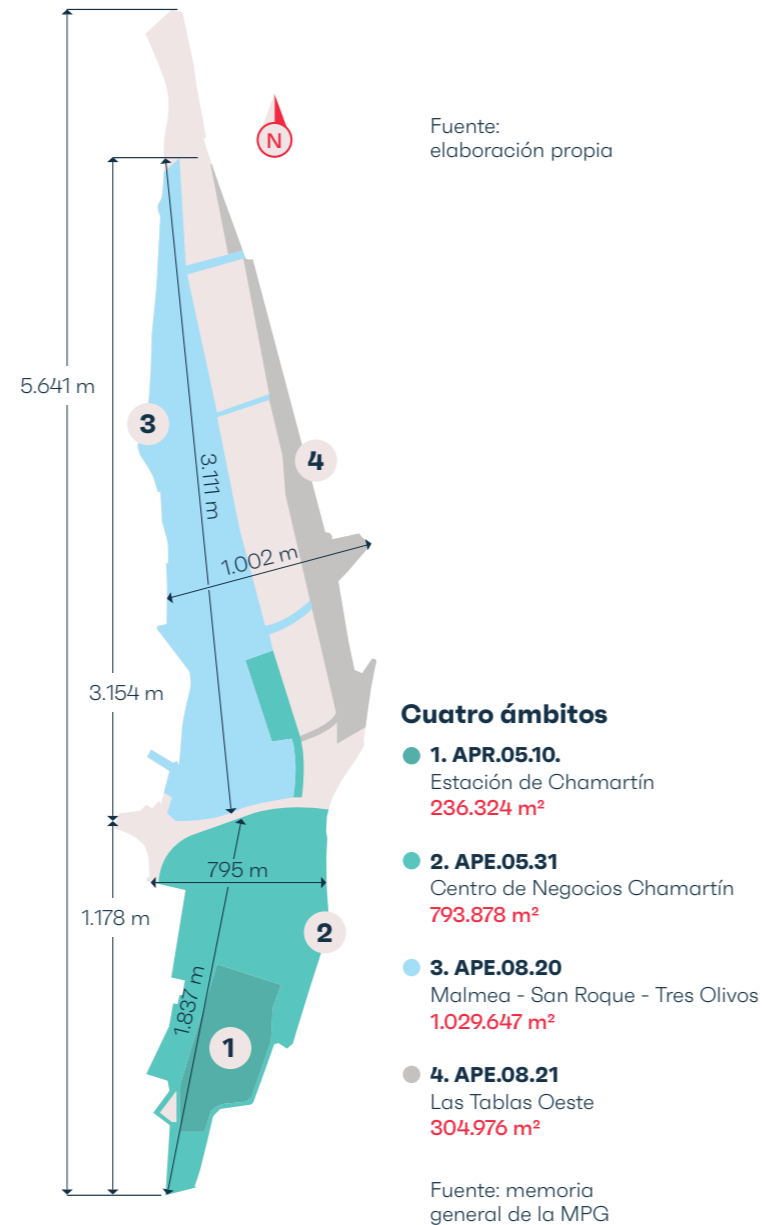 N
Fuente:
elaboración propia
5.641 m
3
3.111 m
4
1.002 m
3.154 m
795 m
1.178 m
2
1.837 m
1
Cuatro ámbitos
1. APR.05.10.
Estación de Chamartín
236.324 m²
2. APE.05.31
Centro de Negocios Chamartín
793.878 m²
3. APE.08.20
Malmea - San Roque - Tres Olivos
1.029.647 m²
4. APE.08.21
Las Tablas Oeste
304.976 m²
Fuente: memoria
general de la MPG